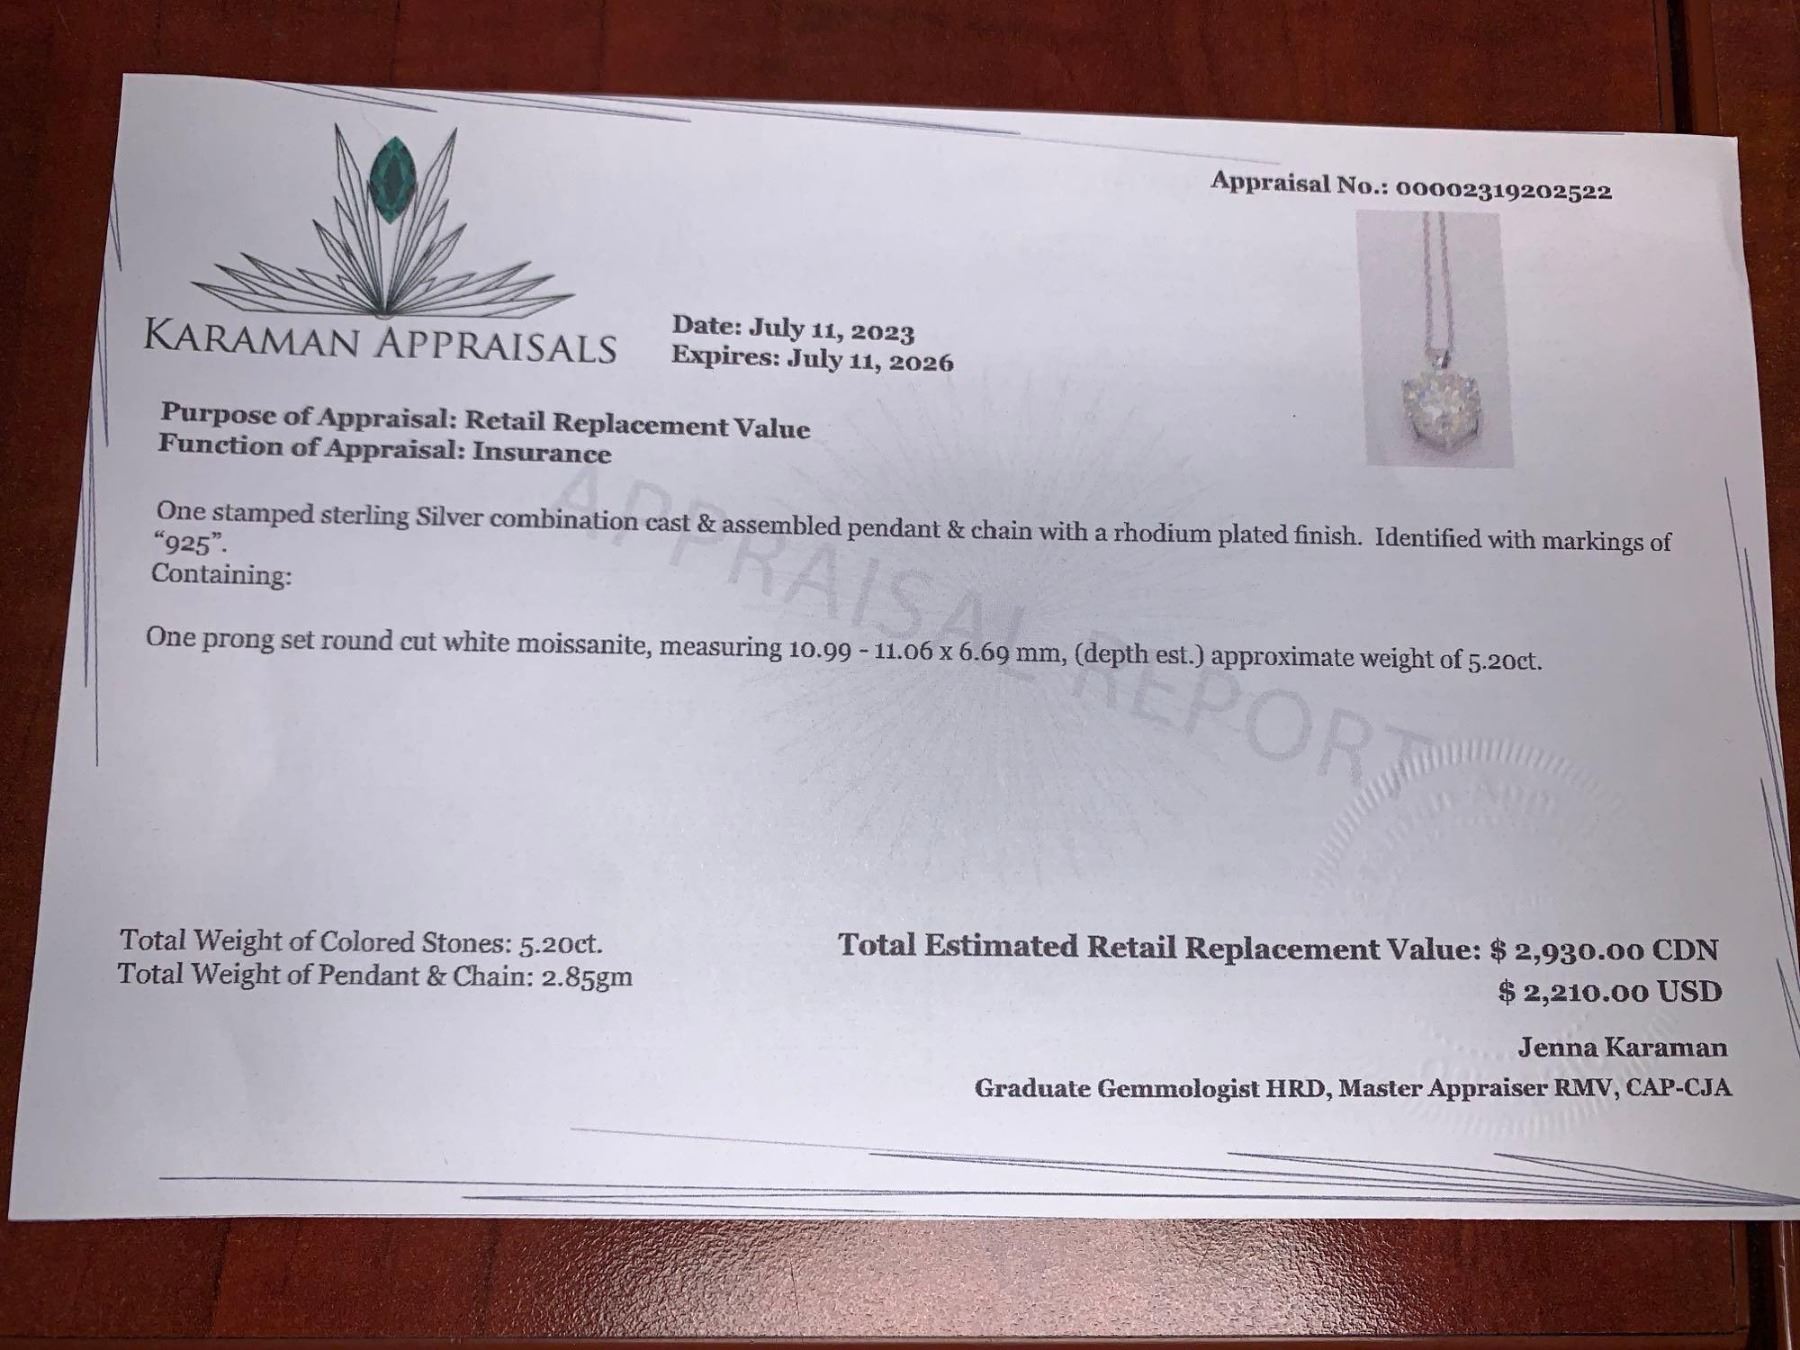 Appraisal No.: 00002319202522
KARAMAN APPRAISALS
Date: July 11, 2023
Expires: July 11, 2026
Purpose of Appraisal: Retail Replacement Value
Function of Appraisal: Insurance
One stamped sterling Silver combination cast & assembled pendant & chain with a rhodium plated finish. Identified with markings of
“925”.
Containing:
One prong set round cut white moissanite, measuring 10.99 - 11.06 x 6.69 mm, (depth est.) approximate weight of 5.20ct.
APPRAISAL REPORT
Total Weight of Colored Stones: 5.20ct.
Total Weight of Pendant & Chain: 2.85gm
Total Estimated Retail Replacement Value: $ 2,930.00 CDN
$ 2,210.00 USD
Jenna Karaman
Graduate Gemmologist HRD, Master Appraiser RMV, CAP-CJA